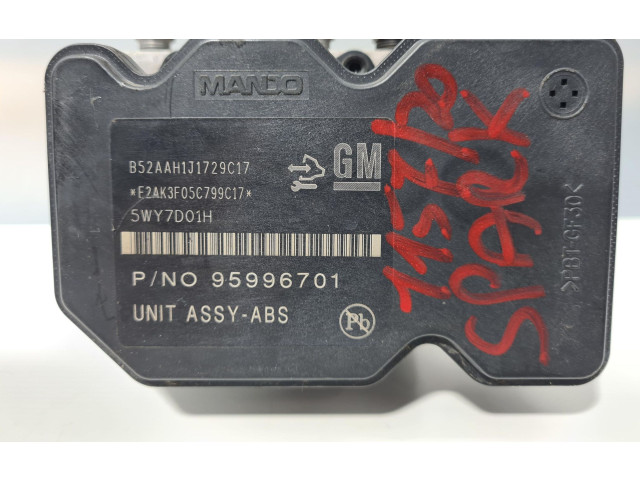 MANDO
B52AAH1J1729C17
*E2AK3F05C799C17*
5WY7D01H
GM
P/NO 95996701
UNIT ASSY-ABS
Pb
SPARK
>PBT-GF30<